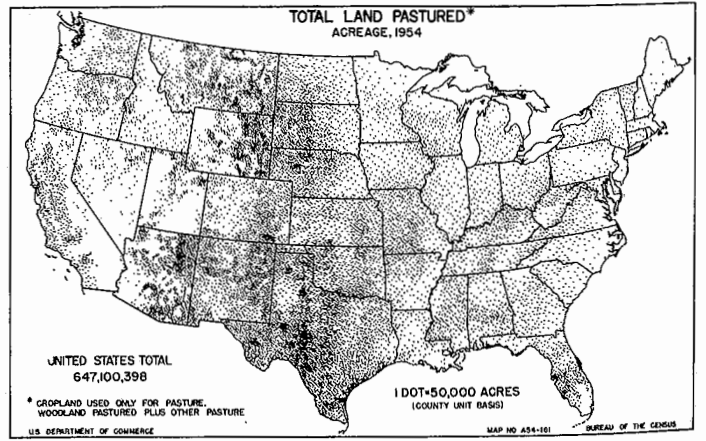 TOTAL LAND PASTURED*
ACREAGE, 1954
UNITED STATES TOTAL
647,100,398
* CROPLAND USED ONLY FOR PASTURE,
WOODLAND PASTURED PLUS OTHER PASTURE
1 DOT=50,000 ACRES
(COUNTY UNIT BASIS)
U.S. DEPARTMENT OF COMMERCE
MAP NO A54-161
BUREAU OF THE CENSUS